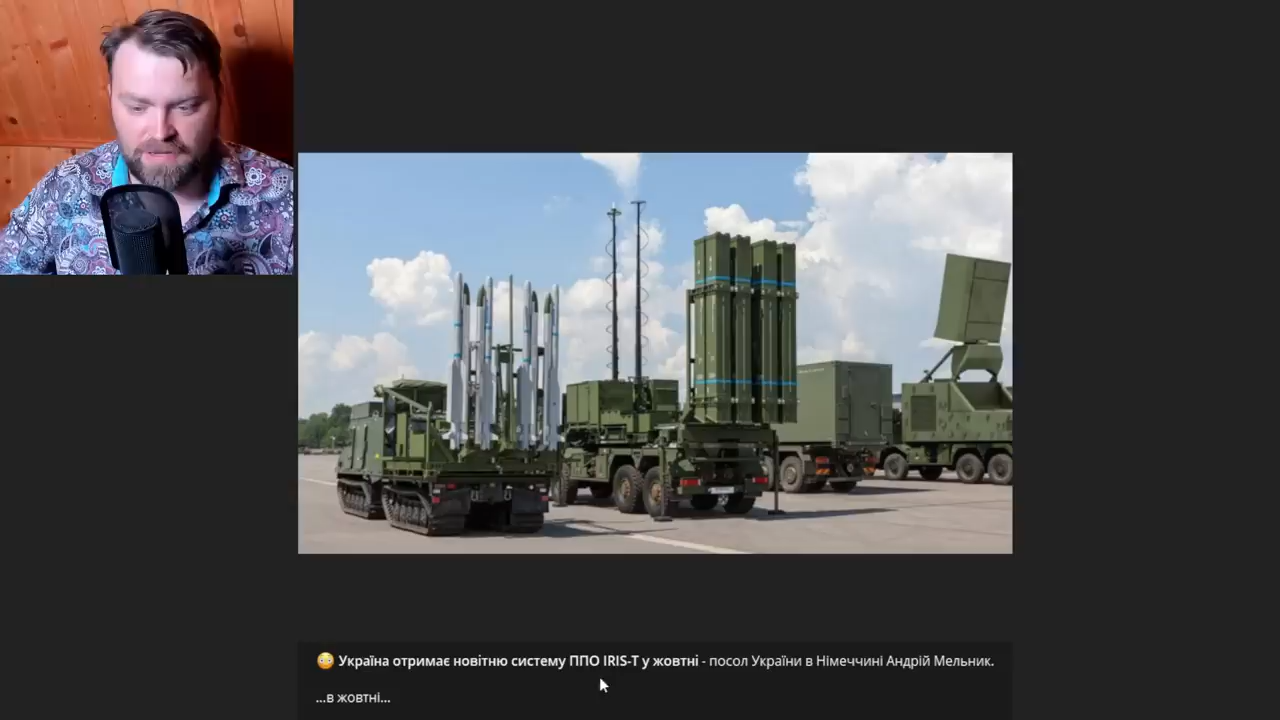 😳 Україна отримає новітню систему ППО IRIS-T у жовтні - посол України в Німеччині Андрій Мельник.
...в жовтні...